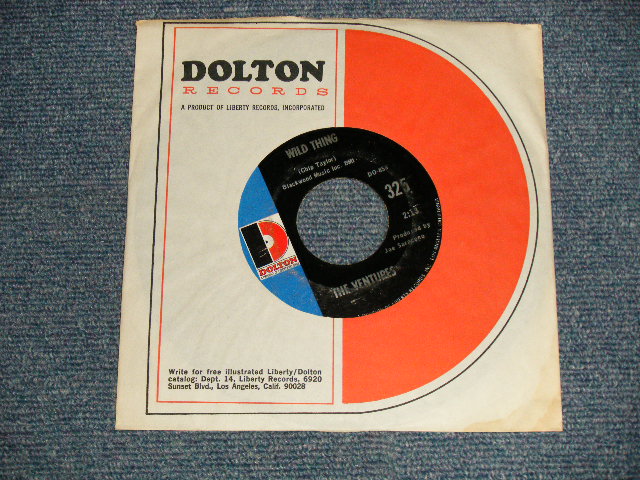 DOLTON
RECORDS
A PRODUCT OF LIBERTY RECORDS, INCORPORATED
WILD THING
(Chip Taylor)
Blackwood Music Inc. BMI
325
2:13
Produced by
Joe Saraceno
DOLTON
THE VENTURES
Write for free illustrated Liberty/Dolton
catalog: Dept. 14, Liberty Records, 6920
Sunset Blvd., Los Angeles, Calif. 90028